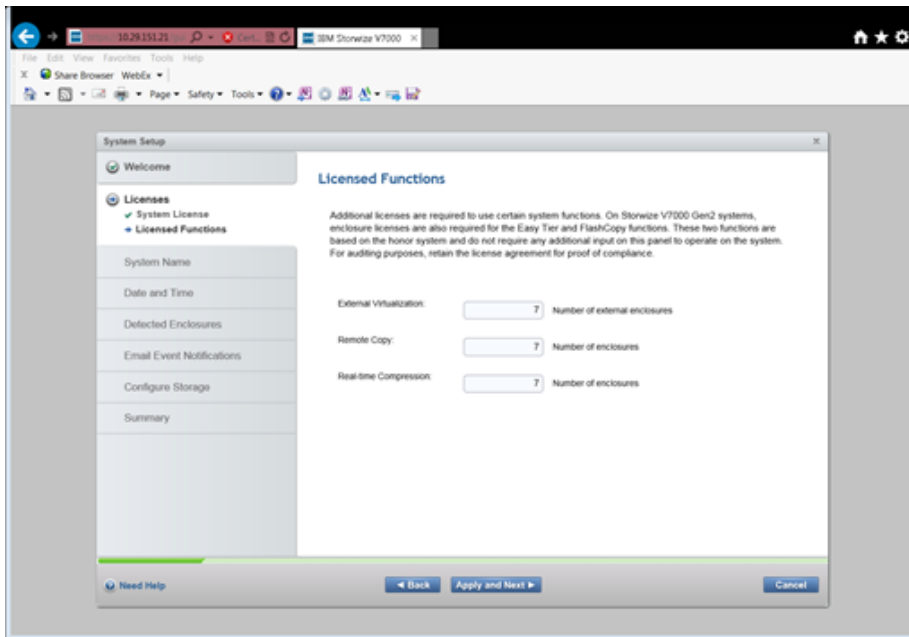 10.29.151.21
Cert...
IBM Storwize V7000
File Edit View Favorites Tools Help
X Share Browser WebEx
Page Safety Tools
System Setup
Welcome
Licenses
System License
Licensed Functions
System Name
Date and Time
Detected Enclosures
Email Event Notifications
Configure Storage
Summary
Licensed Functions
Additional licenses are required to use certain system functions. On Storwize V7000 Gen2 systems,
enclosure licenses are also required for the Easy Tier and FlashCopy functions. These two functions are
based on the honor system and do not require any additional input on this panel to operate on the system.
For auditing purposes, retain the license agreement for proof of compliance.
External Virtualization: 7 Number of external enclosures
Remote Copy: 7 Number of enclosures
Real-time Compression: 7 Number of enclosures
Need Help
Back
Apply and Next
Cancel